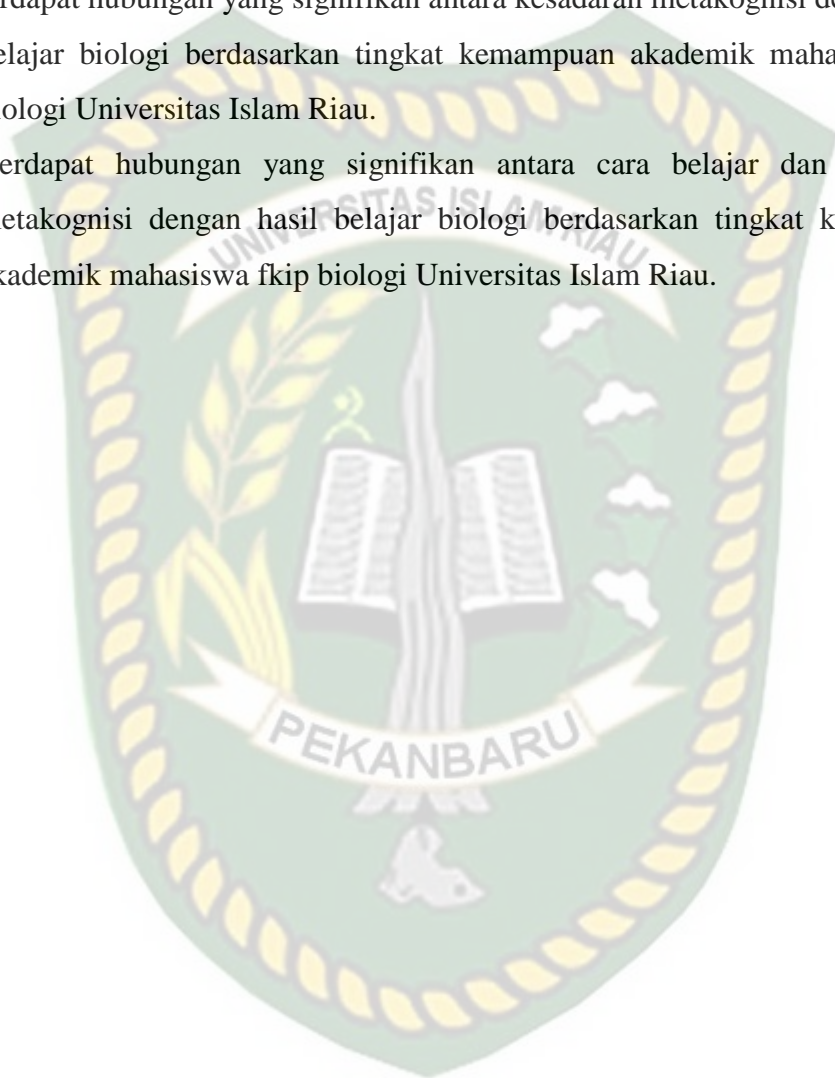 rdapat hubungan yang signifikan antara kesadaran metakognisi de
elajar biologi berdasarkan tingkat kemampuan akademik maha
iologi Universitas Islam Riau.
erdapat hubungan yang signifikan antara cara belajar dan
netakognisi dengan hasil belajar biologi berdasarkan tingkat k
kademik mahasiswa fkip biologi Universitas Islam Riau.
UNIVERSITAS ISLAM RIAU
PEKANBARU